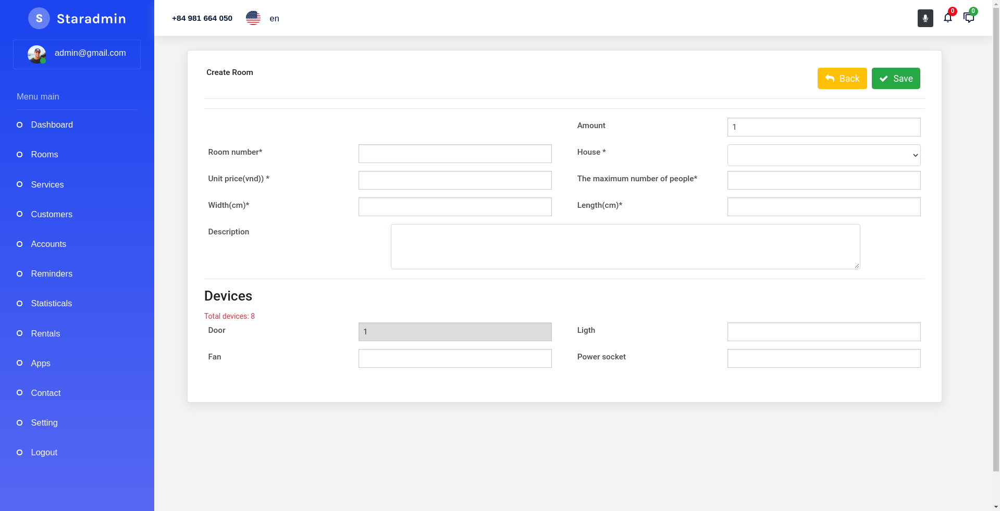 S Staradmin
+84 981 664 050 en 0 0
admin@gmail.com
Menu main
Dashboard
Rooms
Services
Customers
Accounts
Reminders
Statisticals
Rentals
Apps
Contact
Setting
Logout
Create Room Back Save
Amount 1
Room number* House *
Unit price(vnd)) * The maximum number of people*
Width(cm)* Length(cm)*
Description
Devices
Total devices: 8
Door 1 Ligth
Fan Power socket